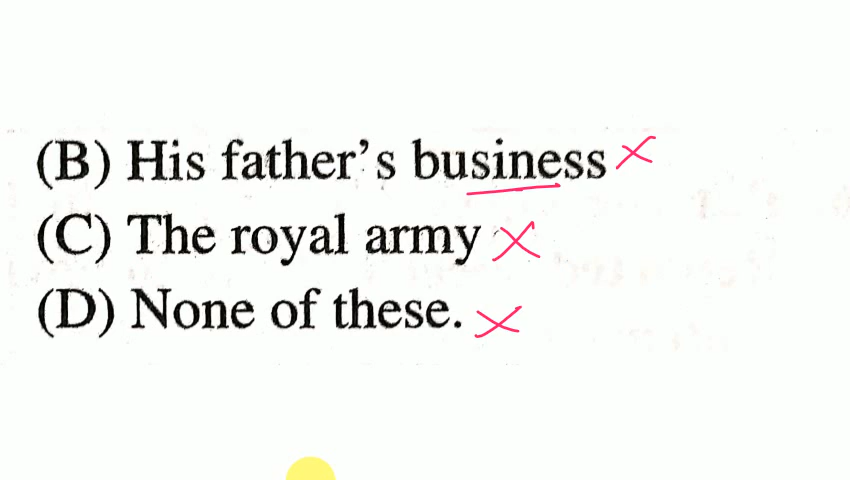 (B) His father's business
(C) The royal army
(D) None of these.